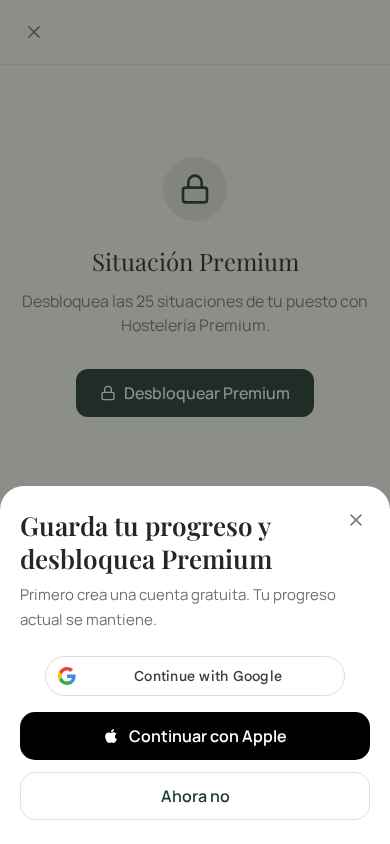 Situación Premium
Desbloquea las 25 situaciones de tu puesto con
Hostelería Premium.
Desbloquear Premium
Guarda tu progreso y
desbloquea Premium
Primero crea una cuenta gratuita. Tu progreso
actual se mantiene.
Continue with Google
Continuar con Apple
Ahora no